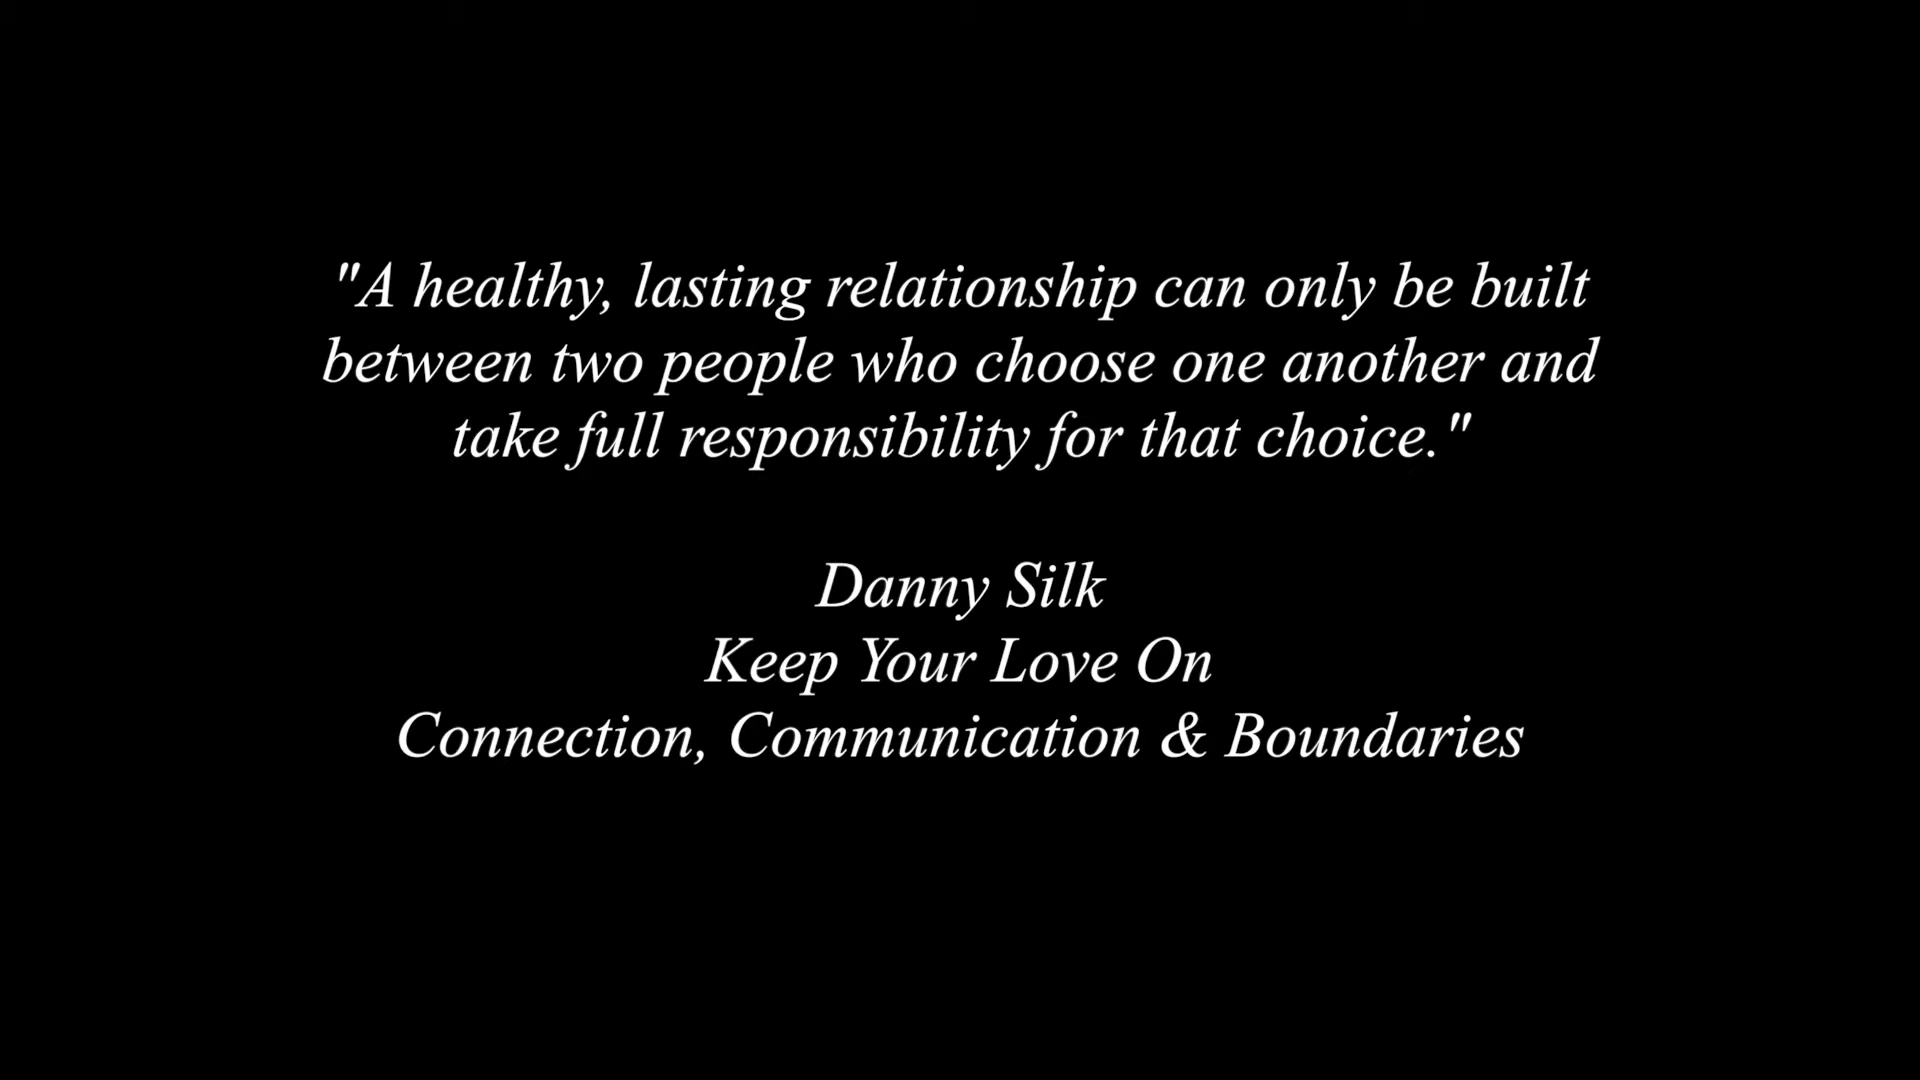 "A healthy, lasting relationship can only be built
between two people who choose one another and
take full responsibility for that choice."
Danny Silk
Keep Your Love On
Connection, Communication & Boundaries